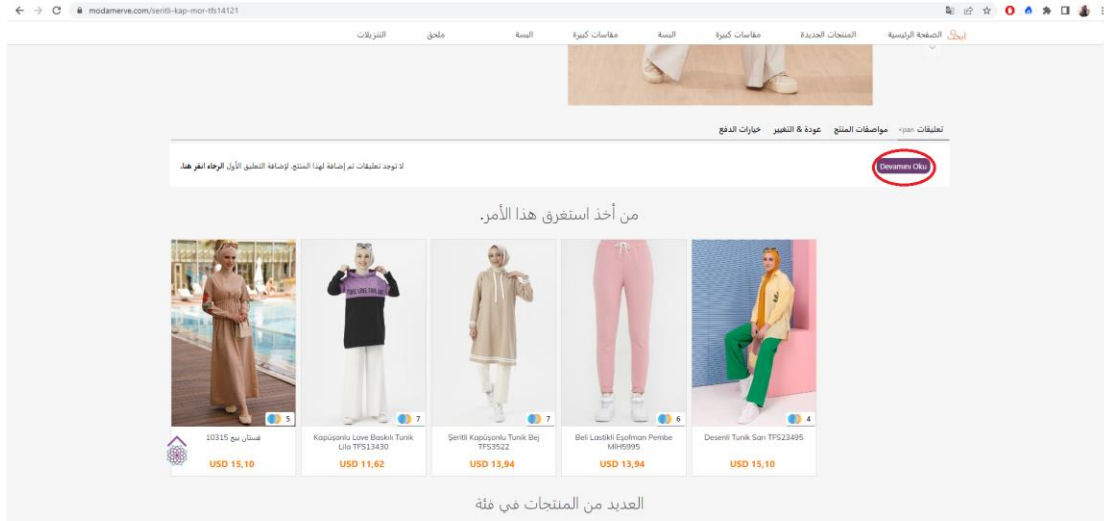 modamerve.com/seritli-kap-mor-tfs14121
الصفحة الرئيسية المنتجات الجديدة مقاسات كبيرة البسة مقاسات كبيرة البسة ملحق التنزيلات
تعليقات span> مواصفات المنتج عودة & التغيير خيارات الدفع
Devamını Oku
لا توجد تعليقات تم إضافة لهذا المنتج. لإضافة التعليق الأول الرجاء انقر هنا.
من أخذ استغرق هذا الأمر.
5
7
7
6
4
فستان بيج 10315
USD 15,10
Kapüşonlu Love Baskılı Tunik
Lila TFS13430
USD 11,62
Şeritli Kapüşonlu Tunik Bej
TFS3522
USD 13,94
Beli Lastikli Eşofman Pembe
MIH5995
USD 13,94
Desenli Tunik Sarı TFS23495
USD 15,10
العديد من المنتجات في فئة